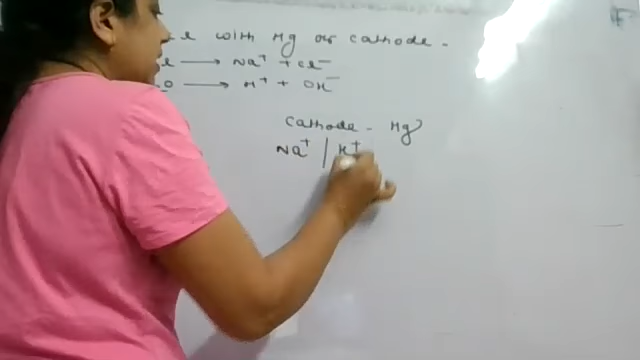 with Hg as cathode -
⟶ Na⁺ + Cl⁻
⟶ H⁺ + OH⁻
Cathode - Hg
Na⁺ | H⁺